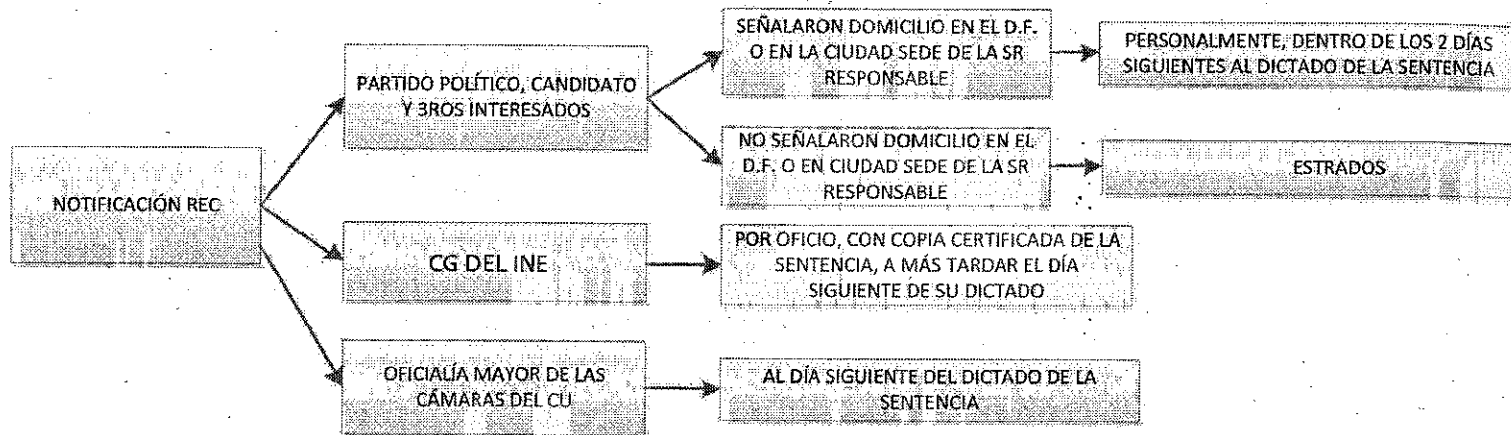 NOTIFICACIÓN REC
PARTIDO POLÍTICO, CANDIDATO
Y 3ROS INTERESADOS
SEÑALARON DOMICILIO EN EL D.F.
O EN LA CIUDAD SEDE DE LA SR
RESPONSABLE
PERSONALMENTE, DENTRO DE LOS 2 DÍAS
SIGUIENTES AL DICTADO DE LA SENTENCIA
NO SEÑALARON DOMICILIO EN EL
D.F. O EN CIUDAD SEDE DE LA SR
RESPONSABLE
ESTRADOS
CG DEL INE
POR OFICIO, CON COPIA CERTIFICADA DE LA
SENTENCIA, A MÁS TARDAR EL DÍA
SIGUIENTE DE SU DICTADO
OFICIALÍA MAYOR DE LAS
CÁMARAS DEL CU
AL DÍA SIGUIENTE DEL DICTADO DE LA
SENTENCIA